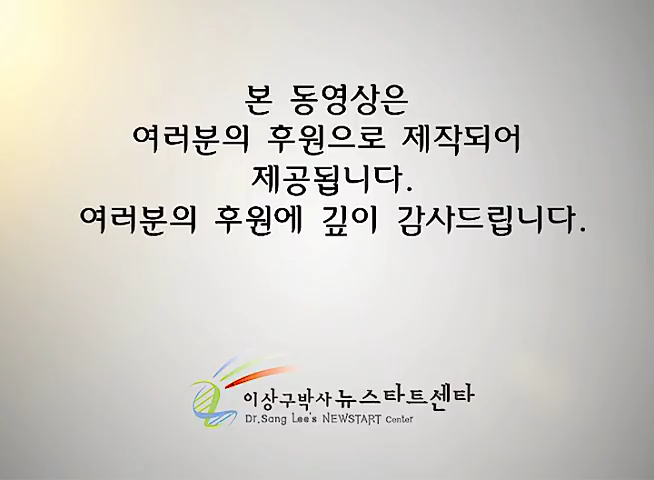 본 동영상은
여러분의 후원으로 제작되어
제공됩니다.
여러분의 후원에 깊이 감사드립니다.
이상구박사 뉴스타트센타
Dr.Sang Lee's NEWSTART Center